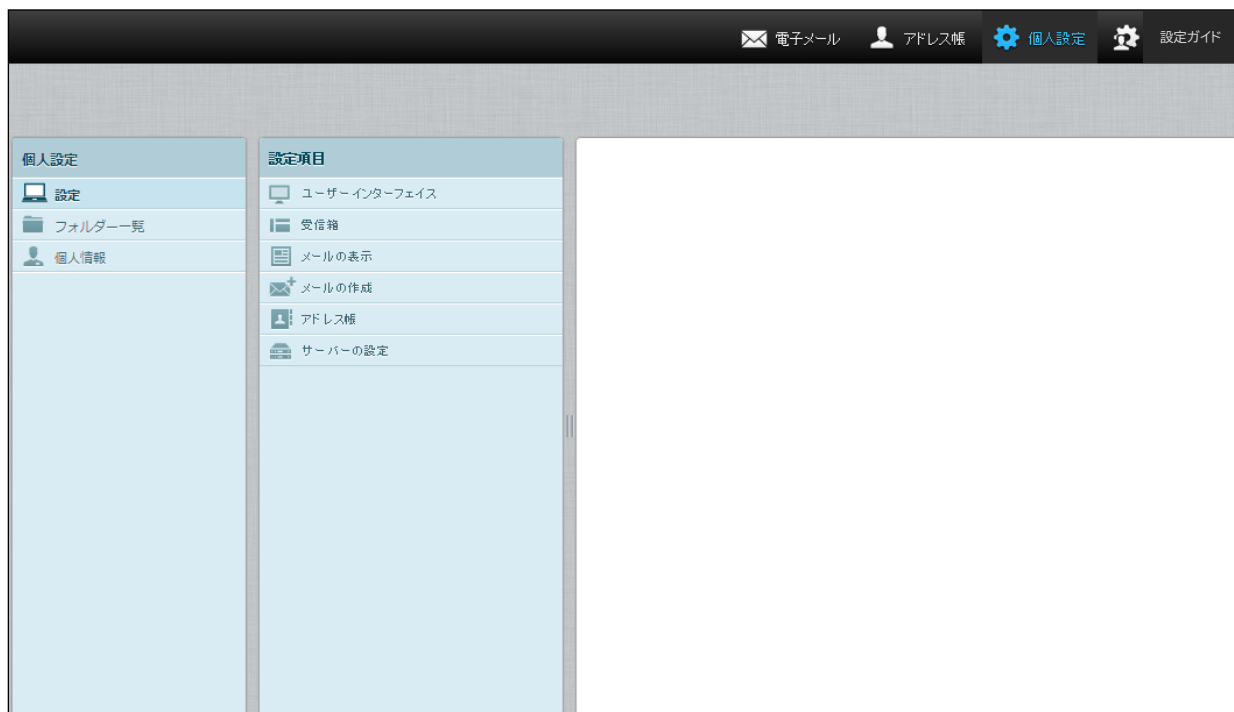 電子メール
アドレス帳
個人設定
設定ガイド
個人設定
設定
フォルダー一覧
個人情報
設定項目
ユーザーインターフェイス
受信箱
メールの表示
メールの作成
アドレス帳
サーバーの設定